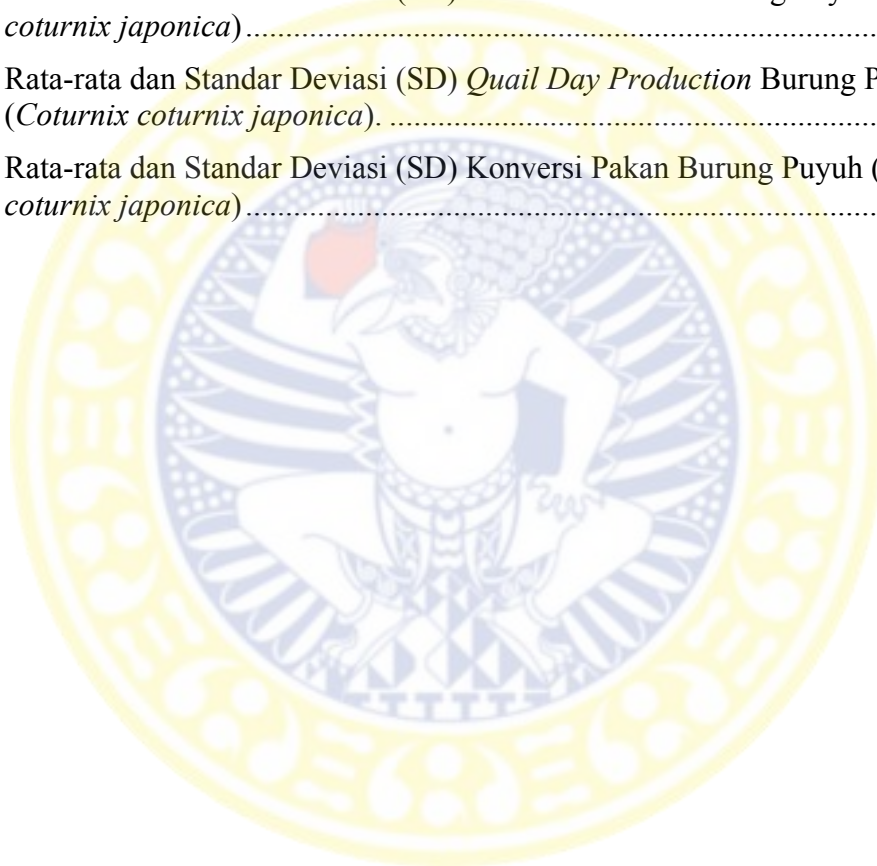 coturnix japonica)........................................................................................
Rata-rata dan Standar Deviasi (SD) Quail Day Production Burung P
(Coturnix coturnix japonica). ..............................................................
Rata-rata dan Standar Deviasi (SD) Konversi Pakan Burung Puyuh (
coturnix japonica)........................................................................................